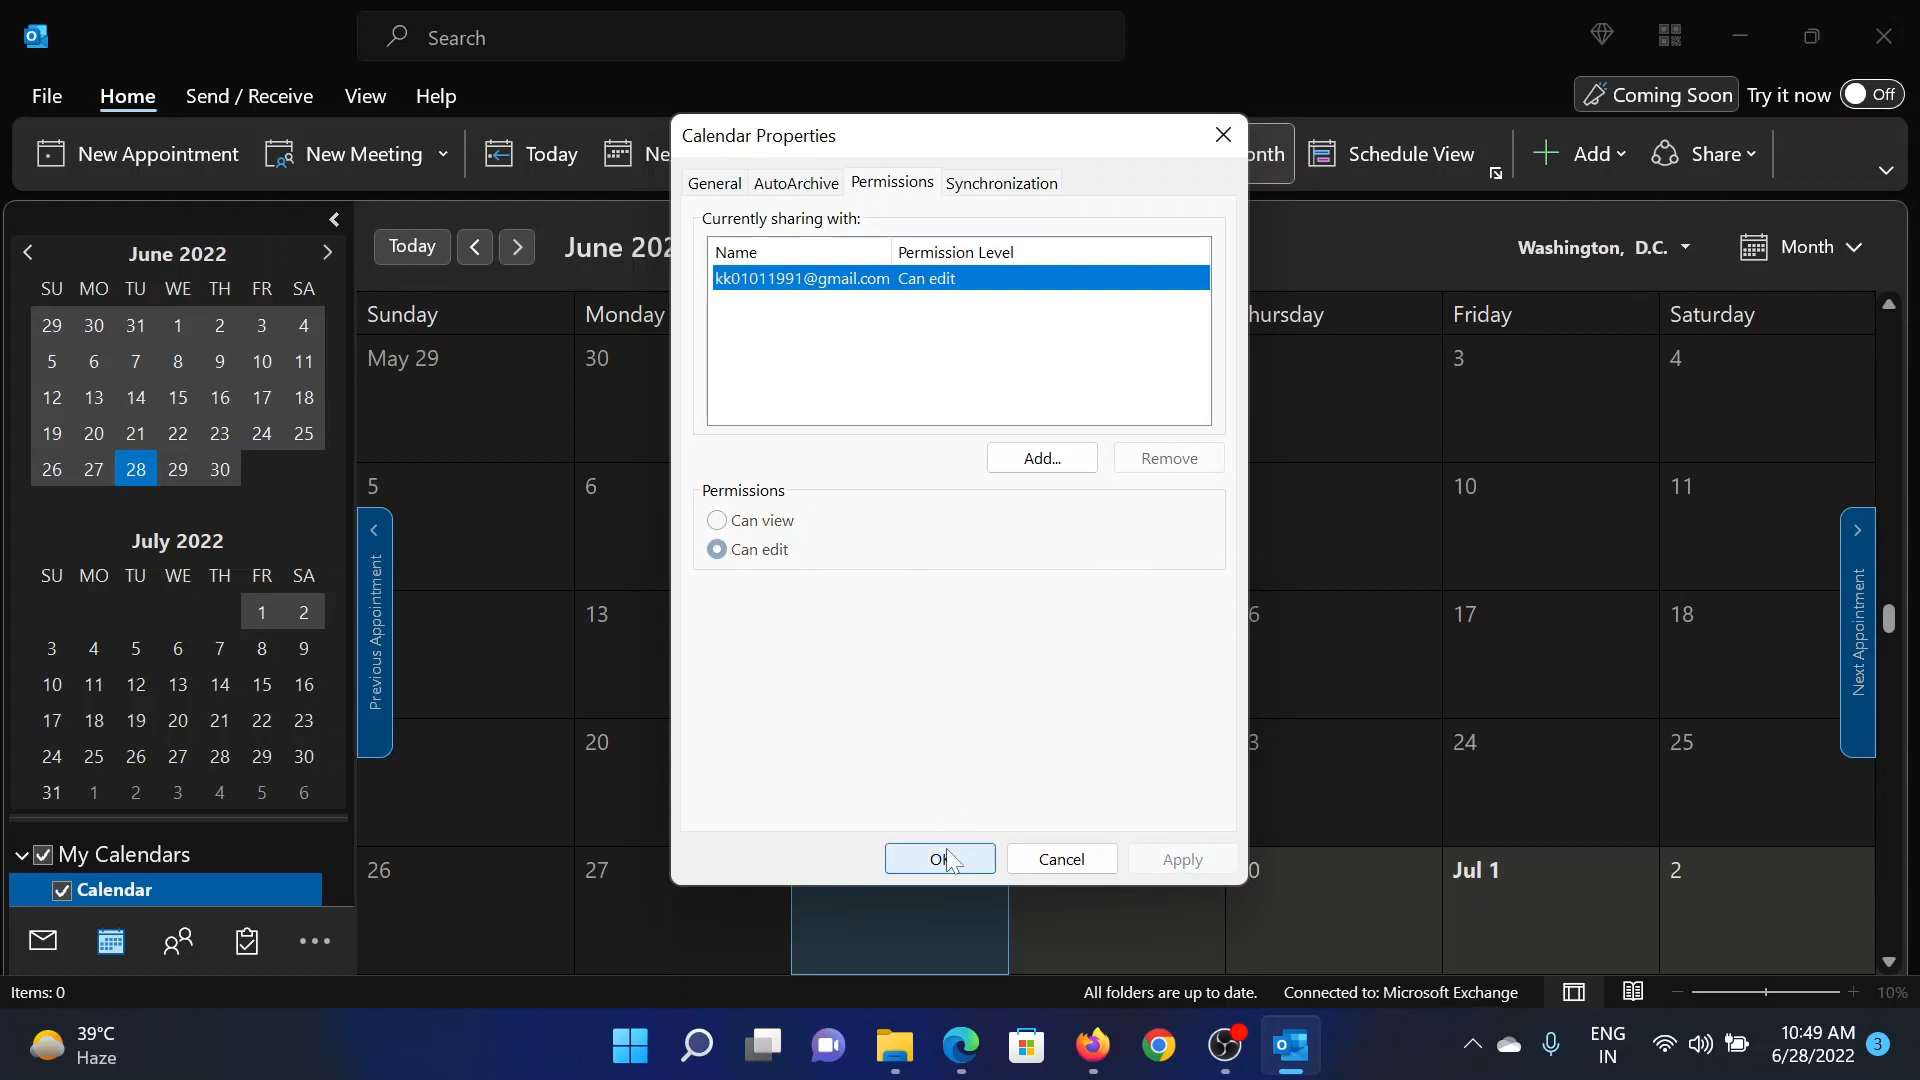 Search
File
Home
Send / Receive
View
Help
Coming Soon
Try it now
Off
New Appointment
New Meeting
Today
Ne
onth
Schedule View
Add
Share
Calendar Properties
General
AutoArchive
Permissions
Synchronization
Currently sharing with:
Name
Permission Level
kk01011991@gmail.com
Can edit
Add...
Remove
Permissions
Can view
Can edit
OK
Cancel
Apply
June 2022
SU MO TU WE TH FR SA
29 30 31 1 2 3 4
5 6 7 8 9 10 11
12 13 14 15 16 17 18
19 20 21 22 23 24 25
26 27 28 29 30
July 2022
SU MO TU WE TH FR SA
1 2
3 4 5 6 7 8 9
10 11 12 13 14 15 16
17 18 19 20 21 22 23
24 25 26 27 28 29 30
31 1 2 3 4 5 6
My Calendars
Calendar
Today
June 202
Washington, D.C.
Month
Sunday
Monday
hursday
Friday
Saturday
May 29
30
3
4
5
6
10
11
13
6
17
18
20
3
24
25
26
27
0
Jul 1
2
Previous Appointment
Next Appointment
Items: 0
All folders are up to date.
Connected to: Microsoft Exchange
10%
39°C
Haze
ENG
IN
10:49 AM
6/28/2022
3